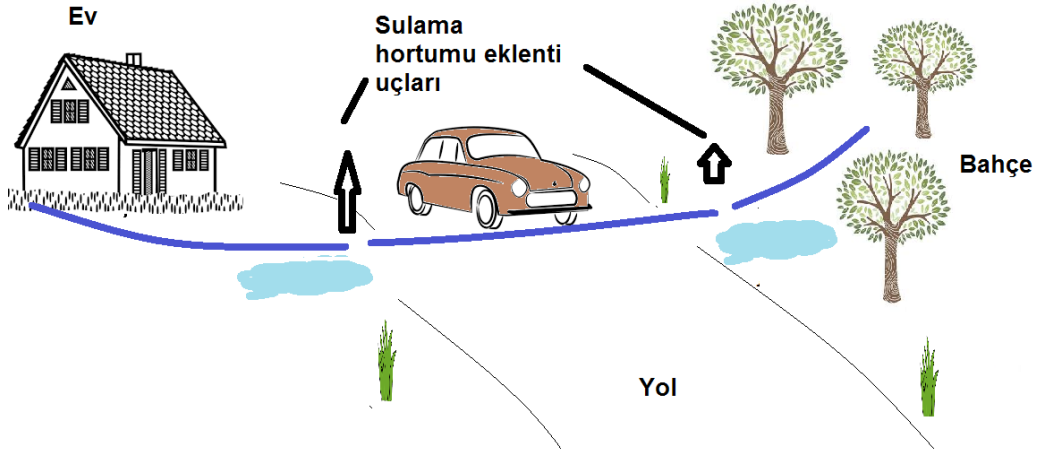 Ev
Sulama
hortumu eklenti
uçları
Bahçe
Yol